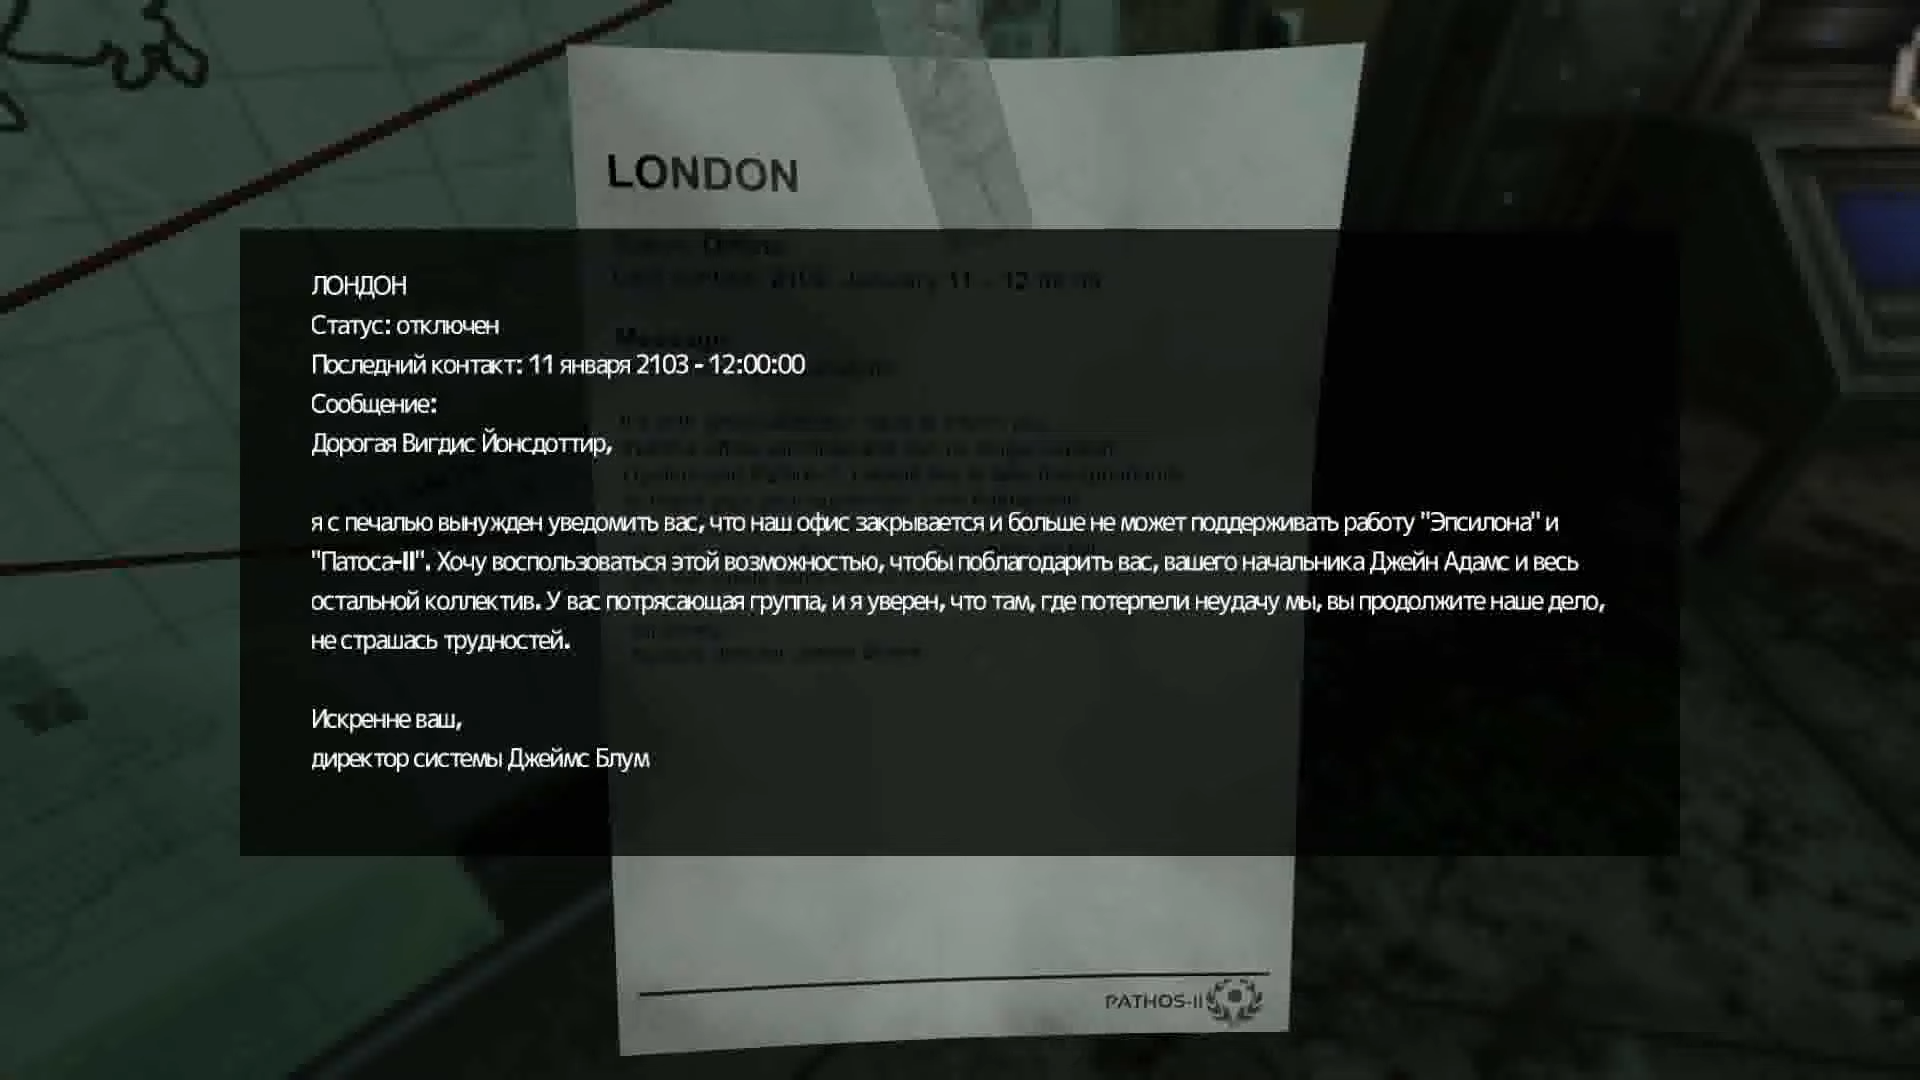 LONDON
ЛОНДОН
Статус: отключен
Последний контакт: 11 января 2103 - 12:00:00
Сообщение:
Дорогая Вигдис Йонсдоттир,
я с печалью вынужден уведомить вас, что наш офис закрывается и больше не может поддерживать работу "Эпсилона" и
"Патоса-II". Хочу воспользоваться этой возможностью, чтобы поблагодарить вас, вашего начальника Джейн Адамс и весь
остальной коллектив. У вас потрясающая группа, и я уверен, что там, где потерпели неудачу мы, вы продолжите наше дело,
не страшась трудностей.
Искренне ваш,
директор системы Джеймс Блум
PATHOS-II